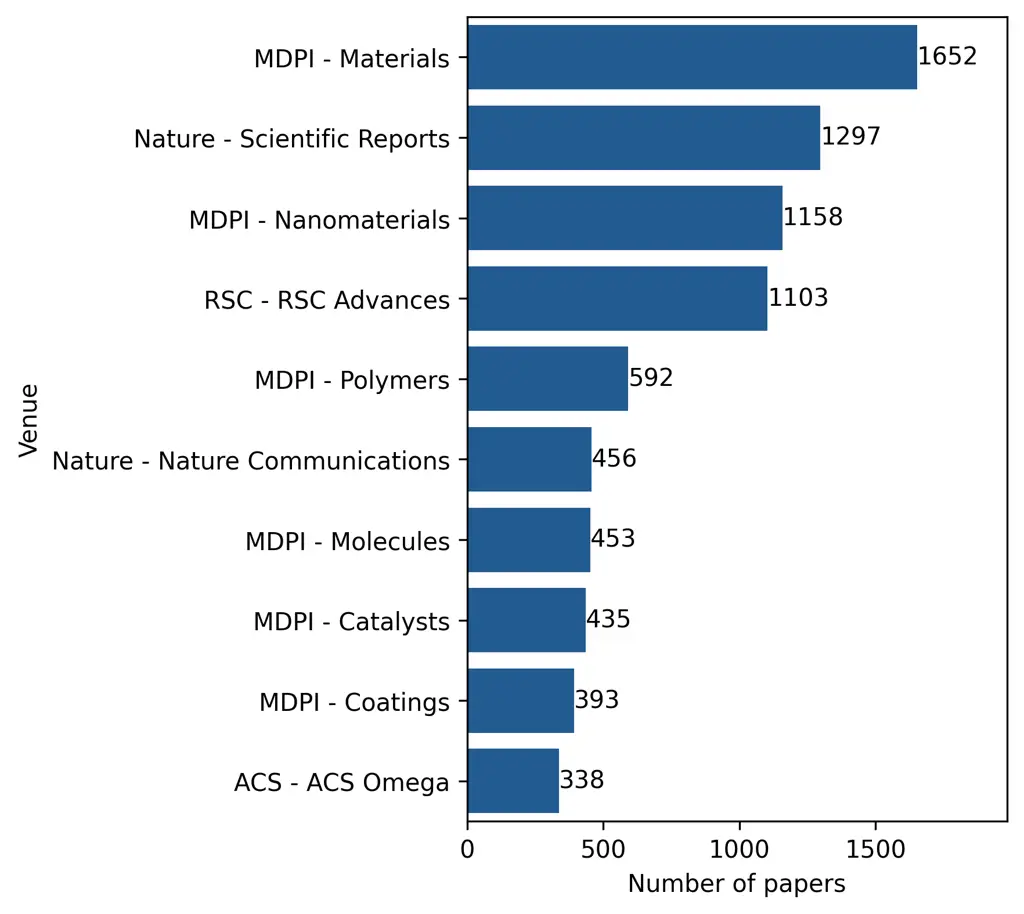 MDPI - Materials 1652
Nature - Scientific Reports 1297
MDPI - Nanomaterials 1158
RSC - RSC Advances 1103
MDPI - Polymers 592
Venue
Nature - Nature Communications 456
MDPI - Molecules 453
MDPI - Catalysts 435
MDPI - Coatings 393
ACS - ACS Omega 338
0 500 1000 1500
Number of papers